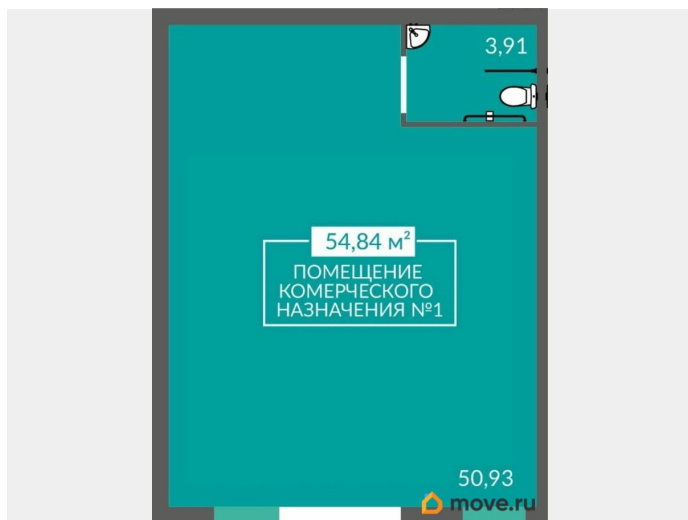 3,91
54,84 м²
ПОМЕЩЕНИЕ
КОМЕРЧЕСКОГО
НАЗНАЧЕНИЯ №1
50,93
move.ru